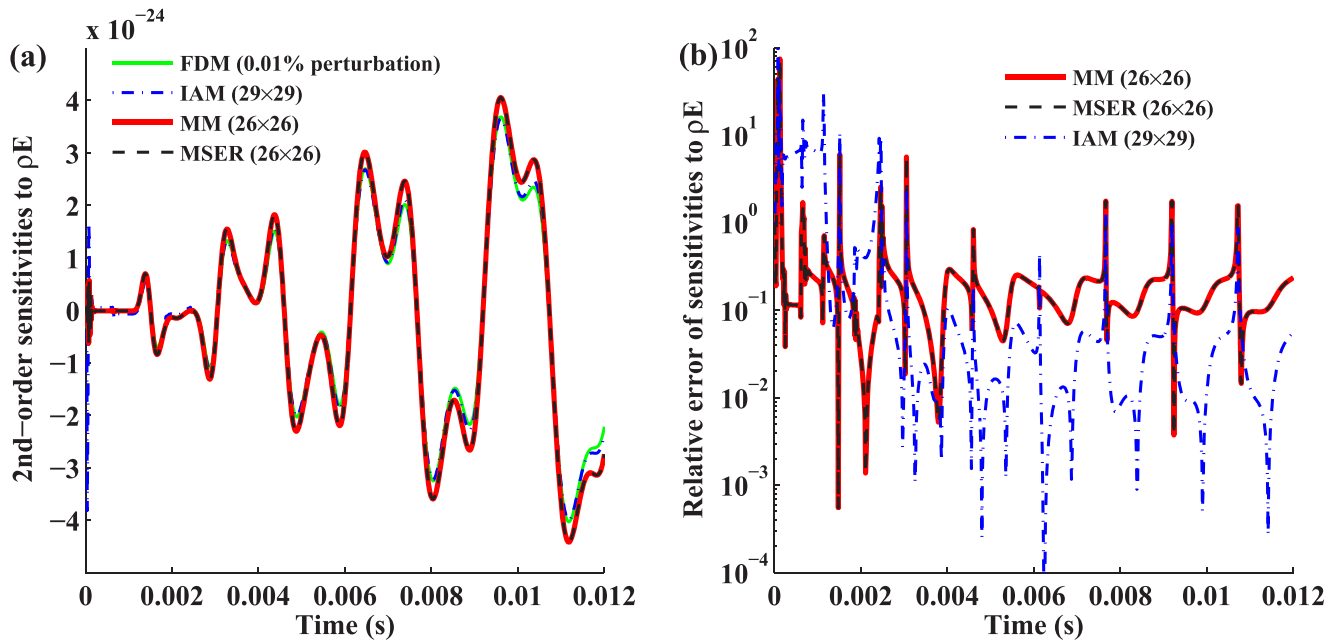 x 10−24
(a)
FDM (0.01% perturbation)
IAM (29×29)
MM (26×26)
MSER (26×26)
2nd−order sensitivities to ρE
4
3
2
1
0
−1
−2
−3
−4
0 0.002 0.004 0.006 0.008 0.01 0.012
Time (s)
(b)
MM (26×26)
MSER (26×26)
IAM (29×29)
Relative error of sensitivities to ρE
10^2
10^1
10^0
10^−1
10^−2
10^−3
10^−4
0 0.002 0.004 0.006 0.008 0.01 0.012
Time (s)